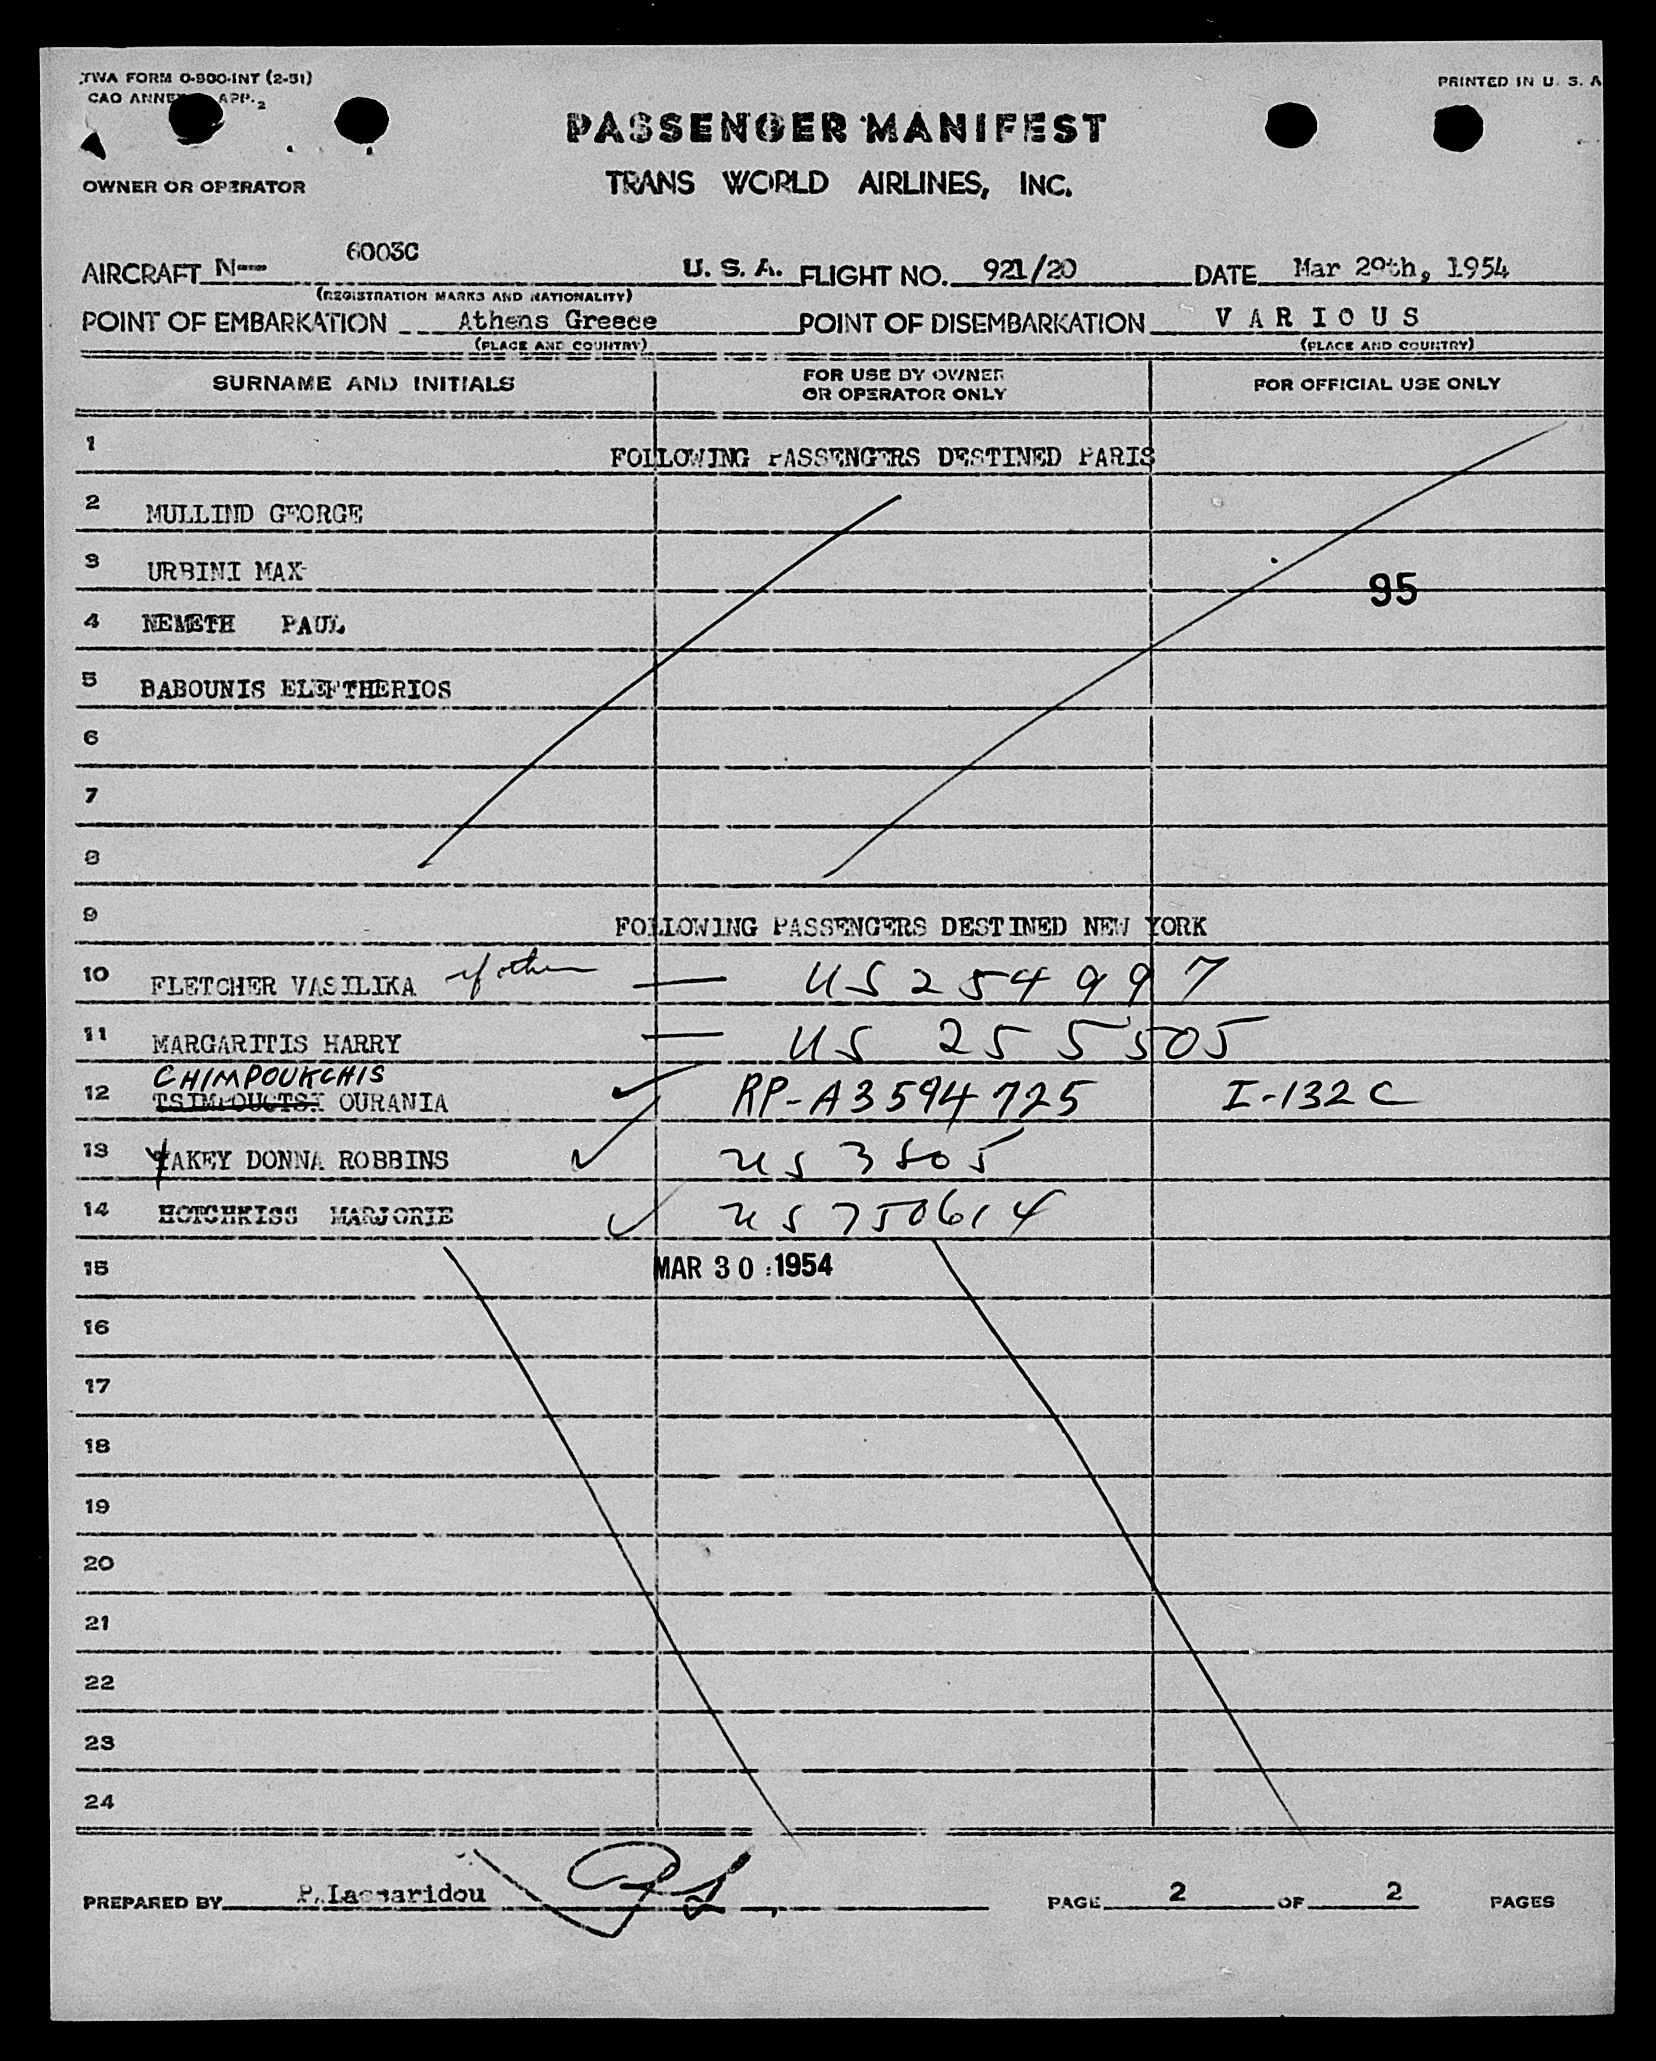 TWA FORM O-800-INT (2-51)
PRINTED IN U. S. A
CAO ANNEX APP. 2
PASSENGER MANIFEST
OWNER OR OPERATOR
TRANS WORLD AIRLINES, INC.
6003C
AIRCRAFT N-- U. S. A. FLIGHT NO. 921/20 DATE Mar 29th, 1954
(REGISTRATION MARKS AND NATIONALITY)
POINT OF EMBARKATION Athens Greece POINT OF DISEMBARKATION V A R I O U S
(PLACE AND COUNTRY) (PLACE AND COUNTRY)
SURNAME AND INITIALS FOR USE BY OWNER OR OPERATOR ONLY FOR OFFICIAL USE ONLY
1 FOLLOWING PASSENGERS DESTINED PARIS
2 MULLIND GEORGE
3 URBINI MAX
95
4 NEMETH PAUL
5 BABOUNIS ELEFTHERIOS
6
7
8
9 FOLLOWING PASSENGERS DESTINED NEW YORK
10 FLETCHER VASILIKA — US 254997
11 MARGARITIS HARRY — US 255505
CHIMPOUKCHIS
12 OURANIA ✓ RP-A3594725 I-132C
13 YAKEY DONNA ROBBINS ✓ US 3805
14 HOTCHKISS MARJORIE ✓ US 750614
15 MAR 30 1954
16
17
18
19
20
21
22
23
24
PREPARED BY PAGE 2 OF 2 PAGES